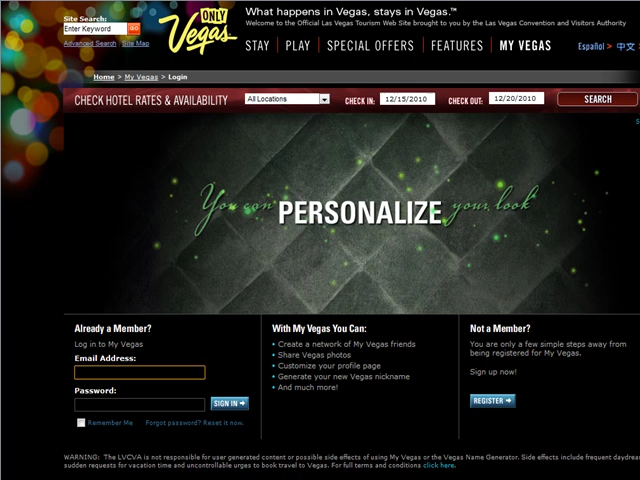 Site Search:
Enter Keyword
GO
Advanced Search Site Map
ONLY
Vegas
What happens in Vegas, stays in Vegas.™
Welcome to the Official Las Vegas Tourism Web Site brought to you by the Las Vegas Convention and Visitors Authority
STAY | PLAY | SPECIAL OFFERS | FEATURES | MY VEGAS
Español > 中文
Home > My Vegas > Login
CHECK HOTEL RATES & AVAILABILITY
All Locations
CHECK IN: 12/15/2010
CHECK OUT: 12/20/2010
SEARCH
You can PERSONALIZE your look
Already a Member?
Log in to My Vegas
Email Address:
Password:
SIGN IN
Remember Me Forgot password? Reset it now.
With My Vegas You Can:
• Create a network of My Vegas friends
• Share Vegas photos
• Customize your profile page
• Generate your new Vegas nickname
• And much more!
Not a Member?
You are only a few simple steps away from
being registered for My Vegas.
Sign up now!
REGISTER
WARNING: The LVCVA is not responsible for user generated content or possible side effects of using My Vegas or the Vegas Name Generator. Side effects include frequent daydrea
sudden requests for vacation time and uncontrollable urges to book travel to Vegas. For full terms and conditions click here.